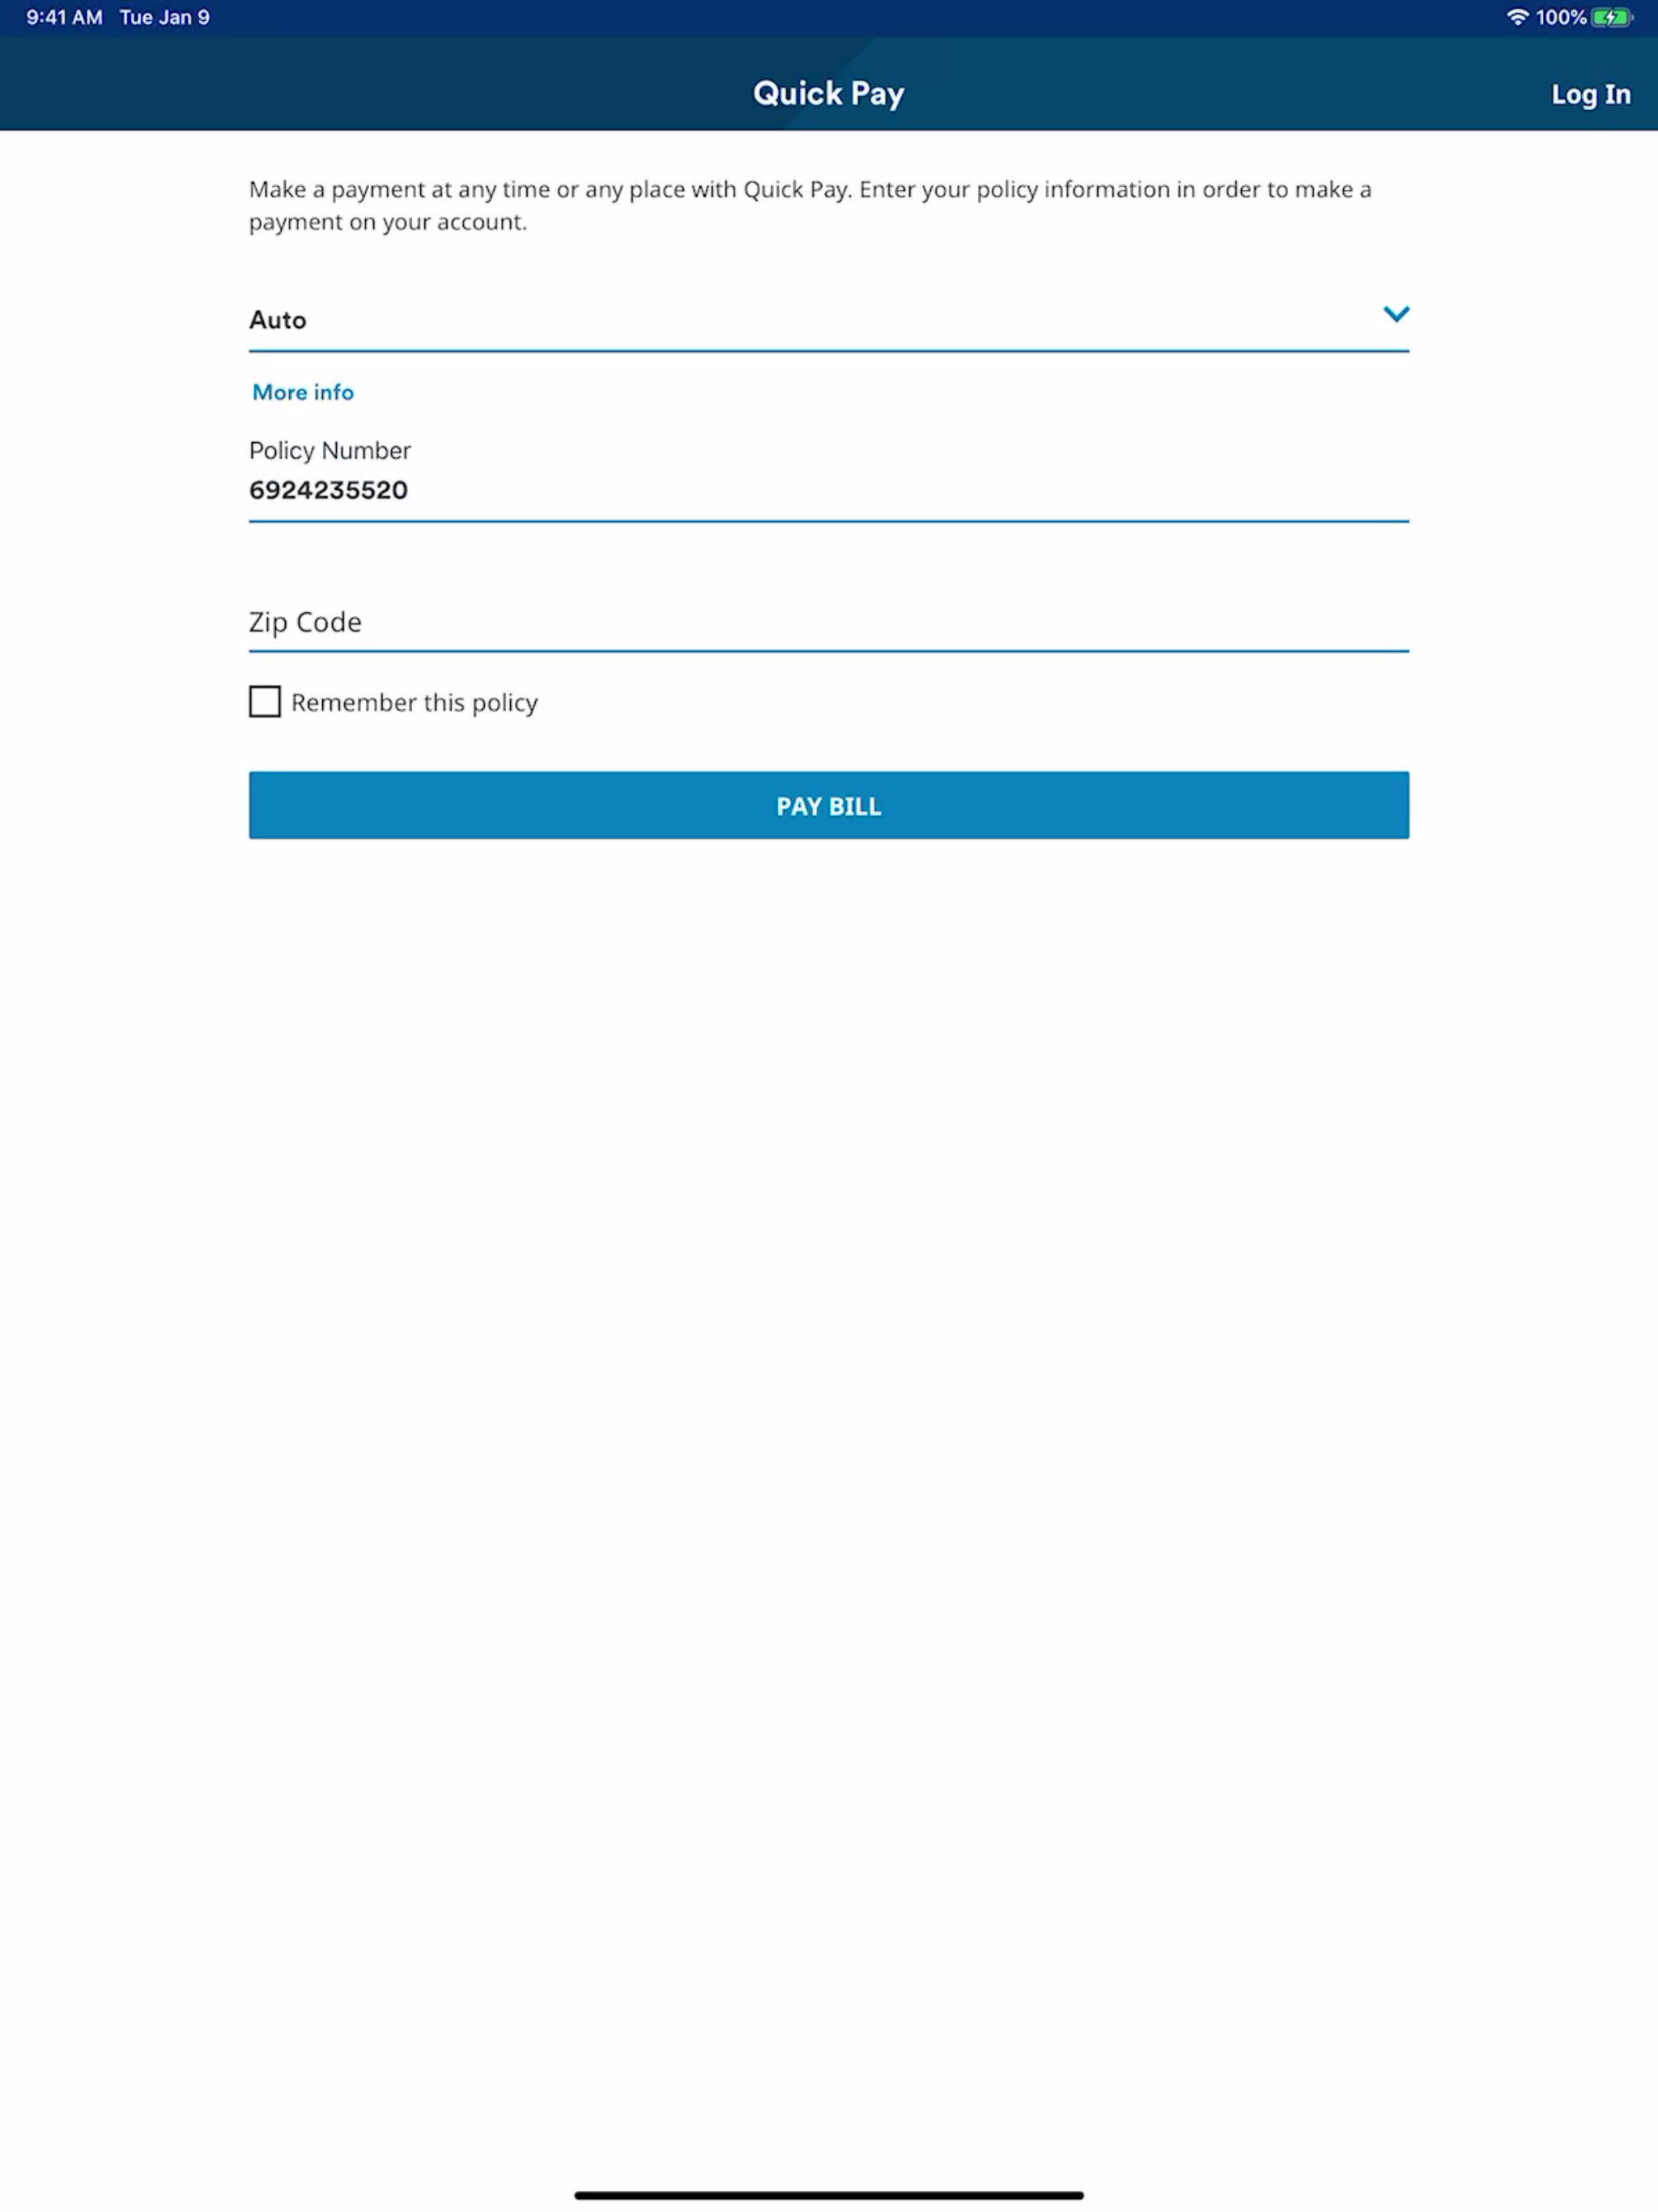 9:41 AM Tue Jan 9
100%
Quick Pay
Log In
Make a payment at any time or any place with Quick Pay. Enter your policy information in order to make a
payment on your account.
Auto
More info
Policy Number
6924235520
Zip Code
Remember this policy
PAY BILL